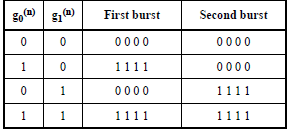 g₀⁽ⁿ⁾ g₁⁽ⁿ⁾ First burst Second burst
0 0 0 0 0 0 0 0 0 0
1 0 1 1 1 1 0 0 0 0
0 1 0 0 0 0 1 1 1 1
1 1 1 1 1 1 1 1 1 1